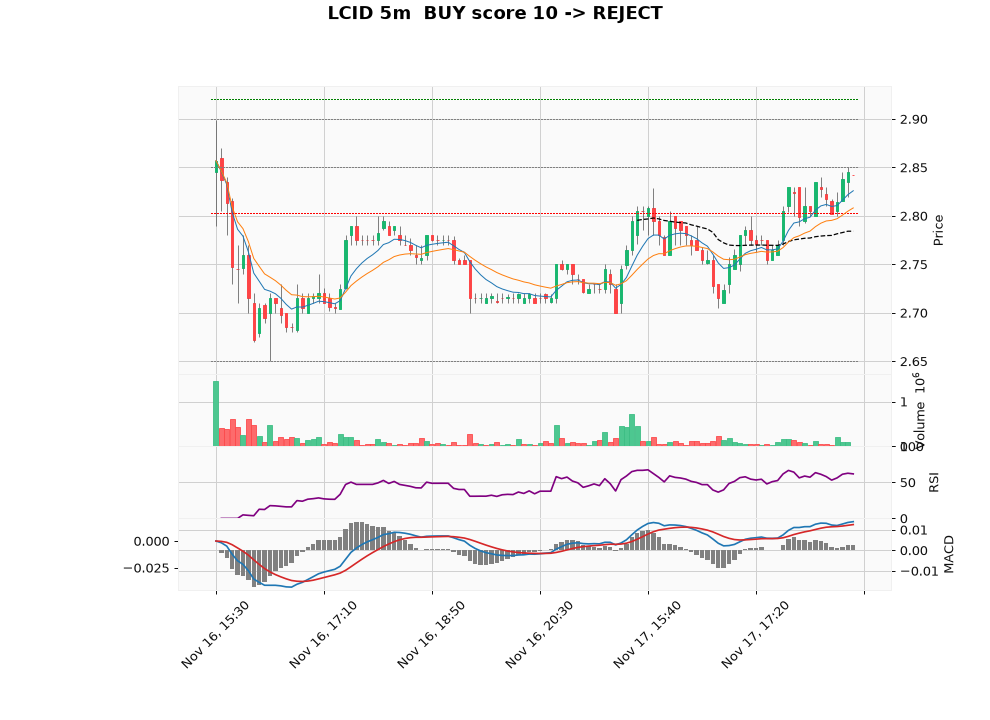 LCID 5m  BUY score 10 -> REJECT
2.90
2.85
2.80
2.75
2.70
2.65
Price
1
Volume  10⁶
100
50
0
RSI
0.01
0.00
−0.01
MACD
0.000
−0.025
Nov 16, 15:30
Nov 16, 17:10
Nov 16, 18:50
Nov 16, 20:30
Nov 17, 15:40
Nov 17, 17:20